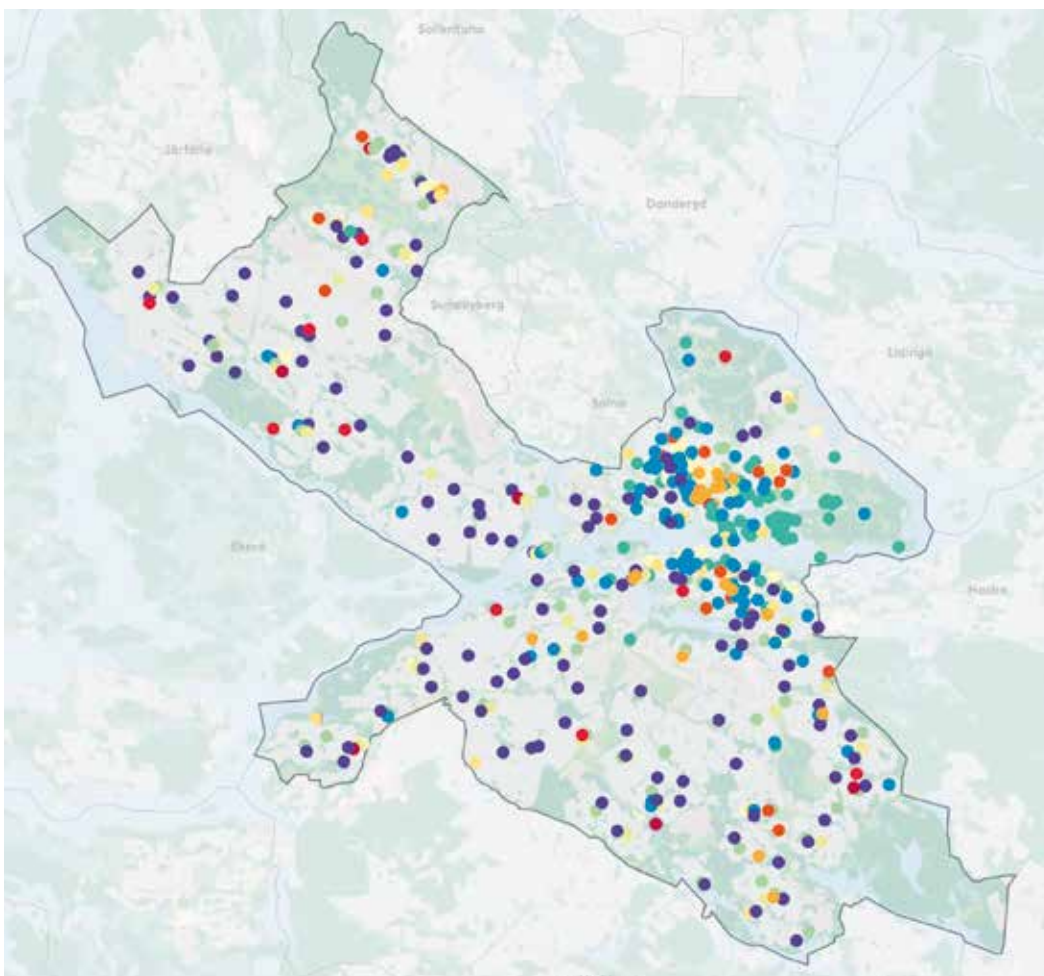 Sollentuna
Järfälla
Danderyd
Sundbyberg
Lidingö
Solna
Ekerö
Nacka